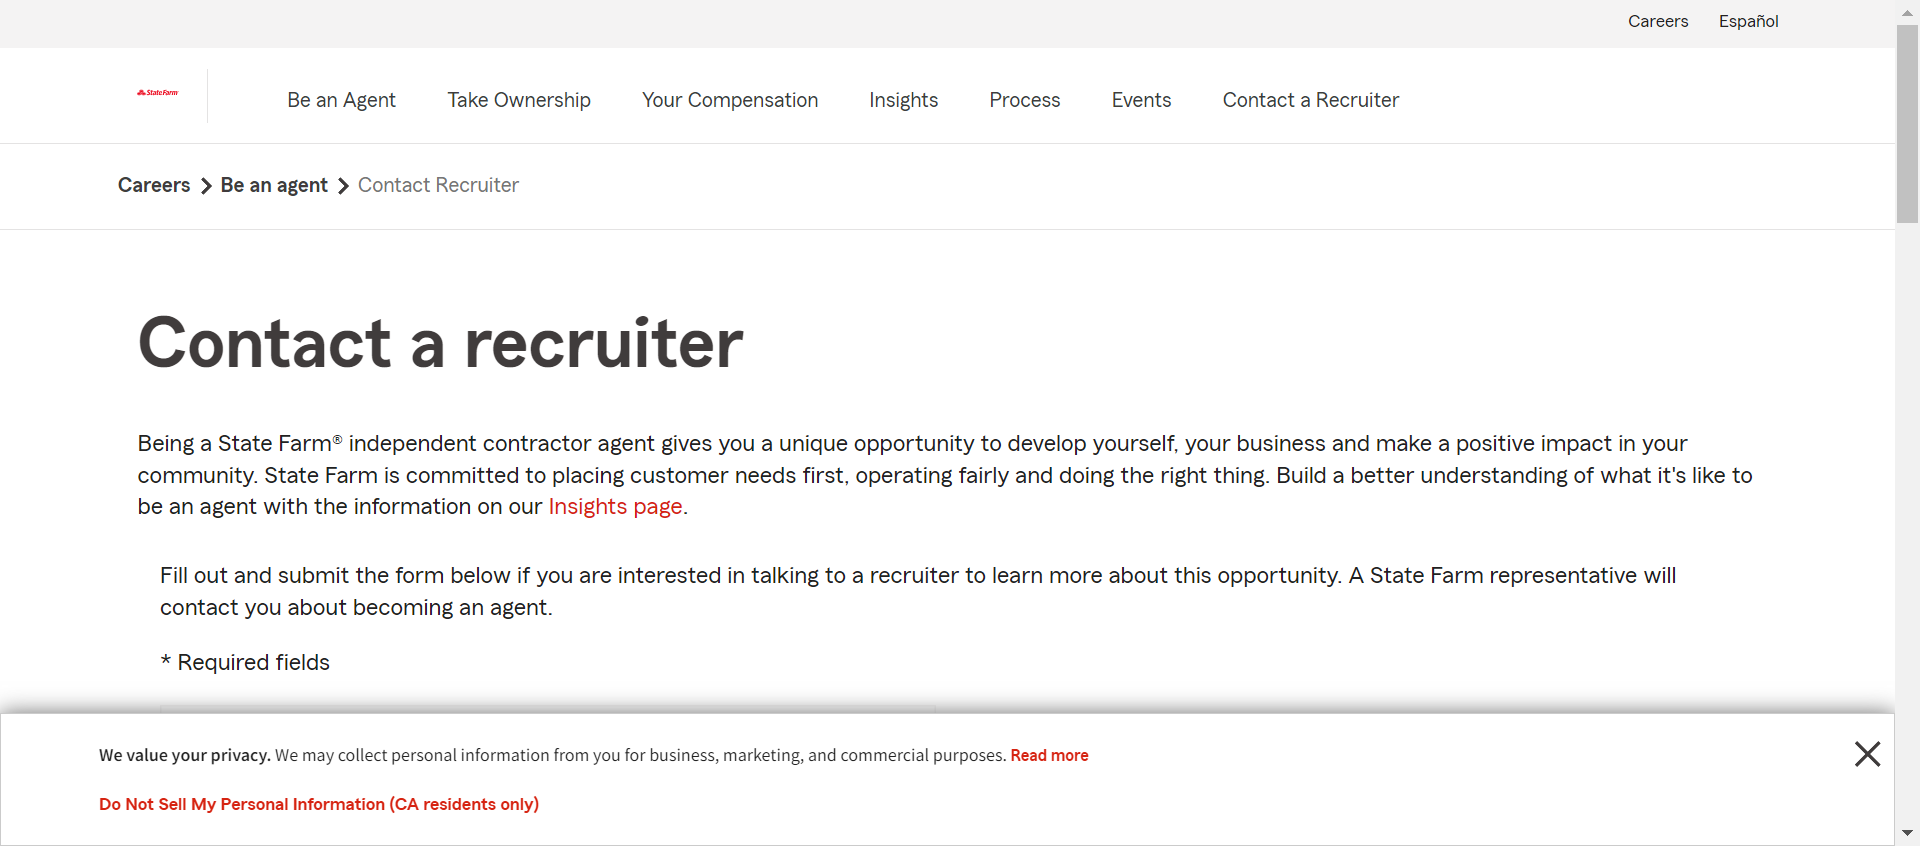 Careers Español
StateFarm Be an Agent Take Ownership Your Compensation Insights Process Events Contact a Recruiter
Careers Be an agent Contact Recruiter
Contact a recruiter
Being a State Farm® independent contractor agent gives you a unique opportunity to develop yourself, your business and make a positive impact in your
community. State Farm is committed to placing customer needs first, operating fairly and doing the right thing. Build a better understanding of what it's like to
be an agent with the information on our Insights page.
Fill out and submit the form below if you are interested in talking to a recruiter to learn more about this opportunity. A State Farm representative will
contact you about becoming an agent.
* Required fields
We value your privacy. We may collect personal information from you for business, marketing, and commercial purposes. Read more
Do Not Sell My Personal Information (CA residents only)